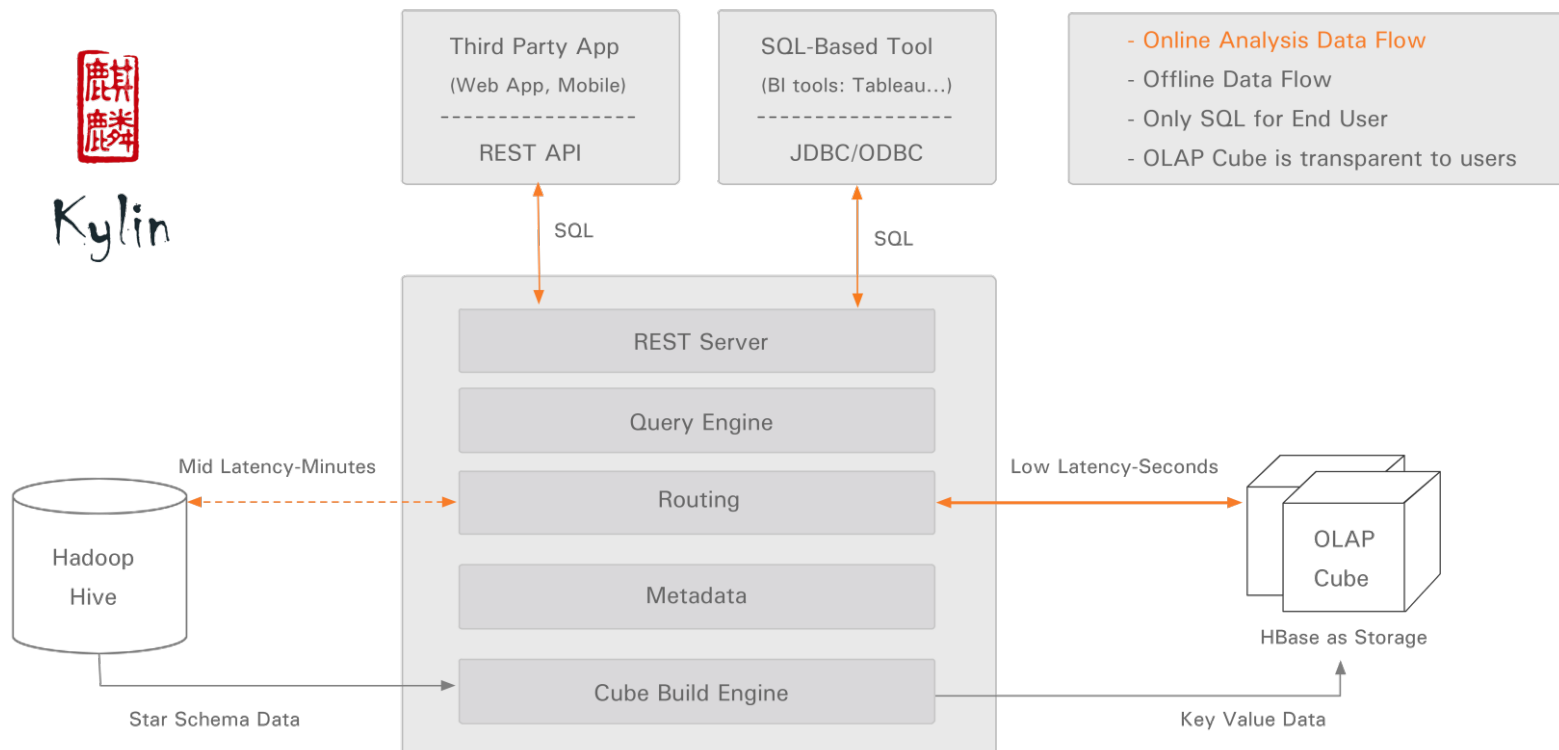 麒
麟
Kylin
Third Party App
(Web App, Mobile)
REST API
SQL-Based Tool
(BI tools: Tableau...)
JDBC/ODBC
- Online Analysis Data Flow
- Offline Data Flow
- Only SQL for End User
- OLAP Cube is transparent to users
SQL
SQL
REST Server
Query Engine
Mid Latency-Minutes
Routing
Low Latency-Seconds
Hadoop
Hive
OLAP
Cube
Metadata
HBase as Storage
Cube Build Engine
Star Schema Data
Key Value Data